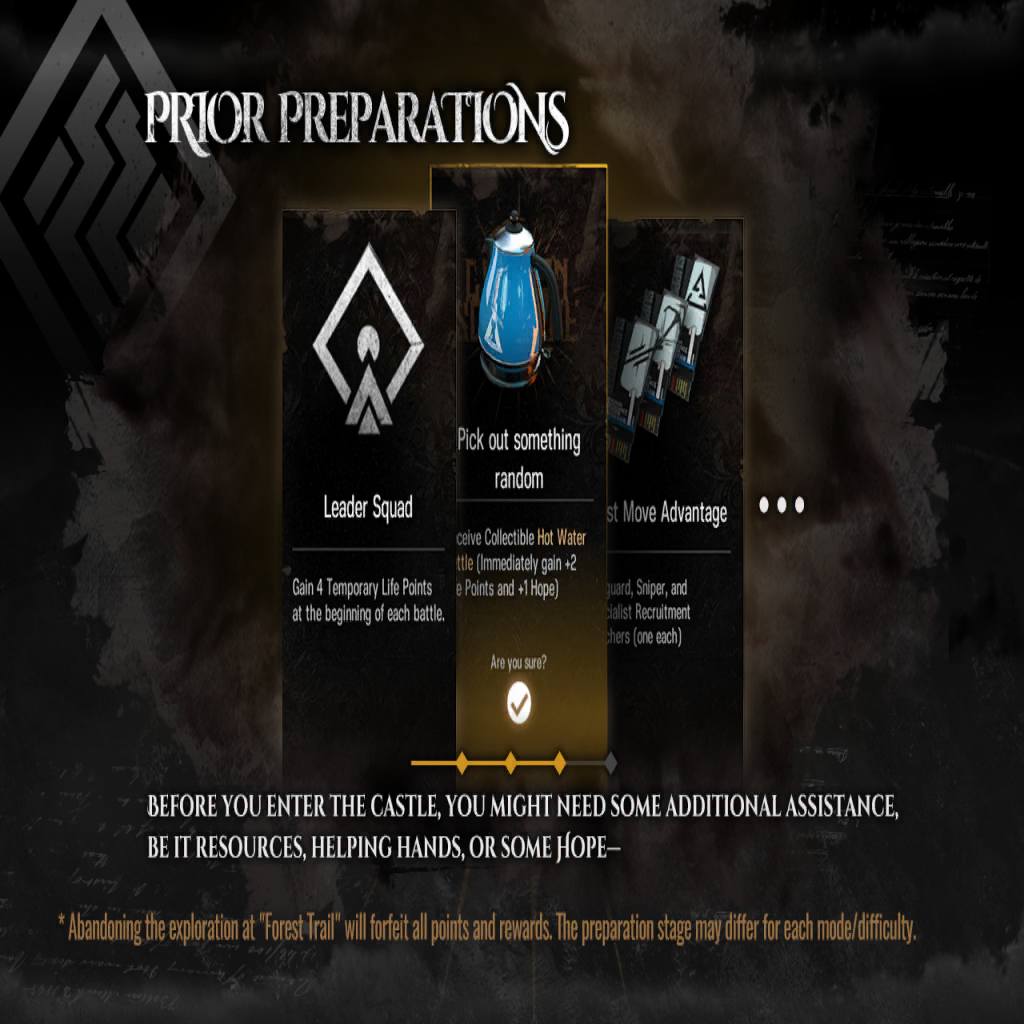 PRIOR PREPARATIONS
Leader Squad
Gain 4 Temporary Life Points
at the beginning of each battle.
Pick out something
random
ceive Collectible Hot Water
ttle (Immediately gain +2
e Points and +1 Hope)
Are you sure?
st Move Advantage
guard, Sniper, and
cialist Recruitment
chers (one each)
BEFORE YOU ENTER THE CASTLE, YOU MIGHT NEED SOME ADDITIONAL ASSISTANCE,
BE IT RESOURCES, HELPING HANDS, OR SOME HOPE—
* Abandoning the exploration at "Forest Trail" will forfeit all points and rewards. The preparation stage may differ for each mode/difficulty.